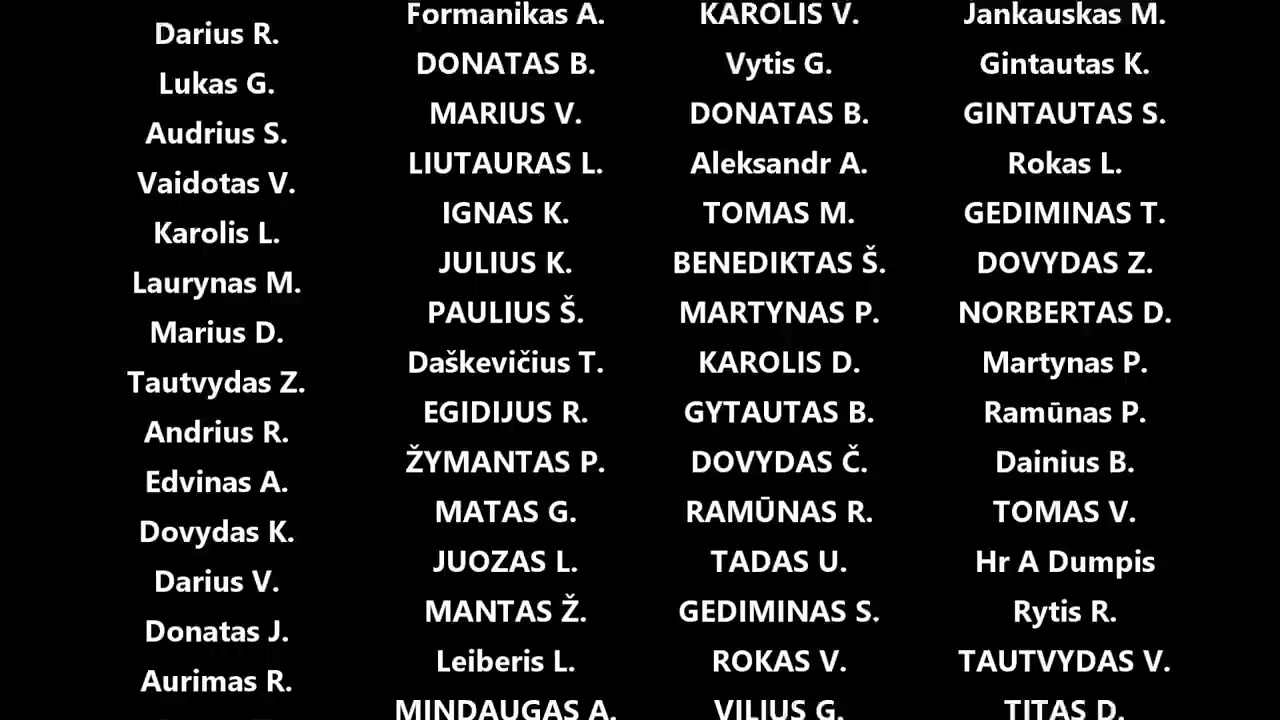 Darius R.
Lukas G.
Audrius S.
Vaidotas V.
Karolis L.
Laurynas M.
Marius D.
Tautvydas Z.
Andrius R.
Edvinas A.
Dovydas K.
Darius V.
Donatas J.
Aurimas R.
Formanikas A.
DONATAS B.
MARIUS V.
LIUTAURAS L.
IGNAS K.
JULIUS K.
PAULIUS Š.
Daškevičius T.
EGIDIJUS R.
ŽYMANTAS P.
MATAS G.
JUOZAS L.
MANTAS Ž.
Leiberis L.
MINDAUGAS A.
KAROLIS V.
Vytis G.
DONATAS B.
Aleksandr A.
TOMAS M.
BENEDIKTAS Š.
MARTYNAS P.
KAROLIS D.
GYTAUTAS B.
DOVYDAS Č.
RAMŪNAS R.
TADAS U.
GEDIMINAS S.
ROKAS V.
VILIUS G.
Jankauskas M.
Gintautas K.
GINTAUTAS S.
Rokas L.
GEDIMINAS T.
DOVYDAS Z.
NORBERTAS D.
Martynas P.
Ramūnas P.
Dainius B.
TOMAS V.
Hr A Dumpis
Rytis R.
TAUTVYDAS V.
TITAS D.